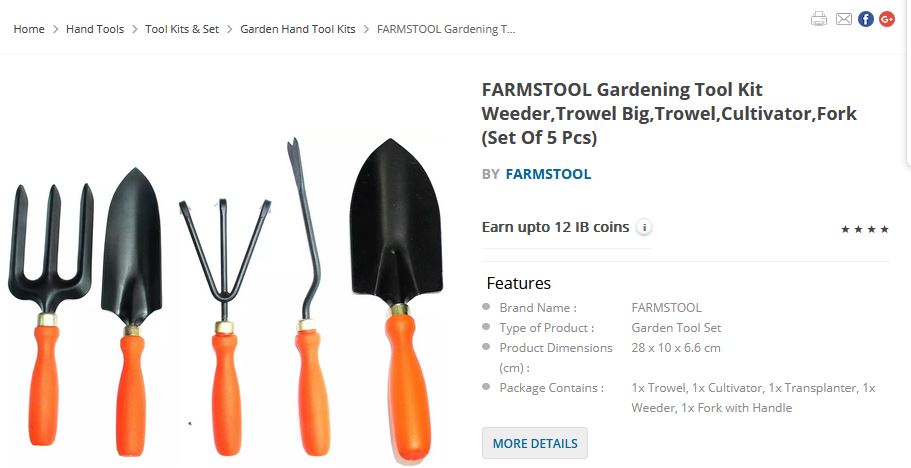 Home > Hand Tools > Tool Kits & Set > Garden Hand Tool Kits > FARMSTOOL Gardening T...
f G+
FARMSTOOL Gardening Tool Kit
Weeder,Trowel Big,Trowel,Cultivator,Fork
(Set Of 5 Pcs)
BY FARMSTOOL
Earn upto 12 IB coins i
★ ★ ★ ★
Features
Brand Name : FARMSTOOL
Type of Product : Garden Tool Set
Product Dimensions 28 x 10 x 6.6 cm
(cm) :
Package Contains : 1x Trowel, 1x Cultivator, 1x Transplanter, 1x
Weeder, 1x Fork with Handle
MORE DETAILS